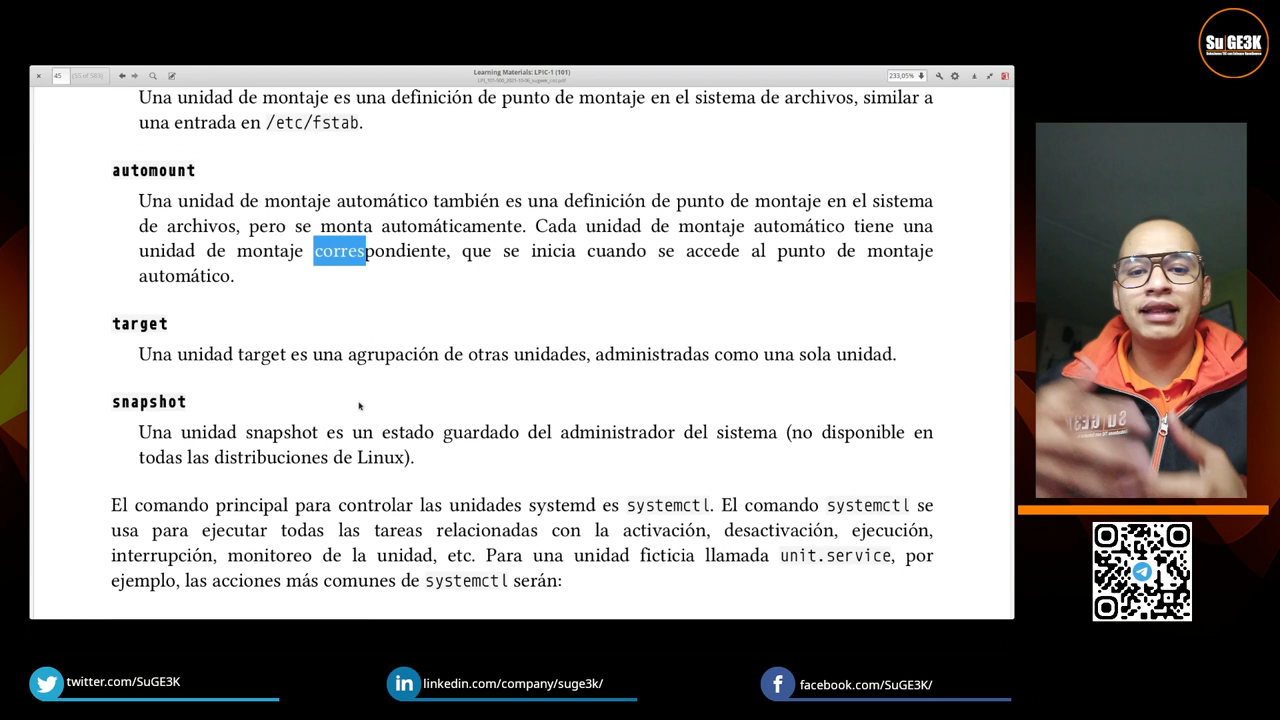 Su GE3K
45 (55 of 583)
Learning Materials: LPIC-1 (101)
233,05%
Una unidad de montaje es una definición de punto de montaje en el sistema de archivos, similar a
una entrada en /etc/fstab.
automount
Una unidad de montaje automático también es una definición de punto de montaje en el sistema
de archivos, pero se monta automáticamente. Cada unidad de montaje automático tiene una
unidad de montaje correspondiente, que se inicia cuando se accede al punto de montaje
automático.
target
Una unidad target es una agrupación de otras unidades, administradas como una sola unidad.
snapshot
Una unidad snapshot es un estado guardado del administrador del sistema (no disponible en
todas las distribuciones de Linux).
El comando principal para controlar las unidades systemd es systemctl. El comando systemctl se
usa para ejecutar todas las tareas relacionadas con la activación, desactivación, ejecución,
interrupción, monitoreo de la unidad, etc. Para una unidad ficticia llamada unit.service, por
ejemplo, las acciones más comunes de systemctl serán:
twitter.com/SuGE3K
linkedin.com/company/suge3k/
facebook.com/SuGE3K/